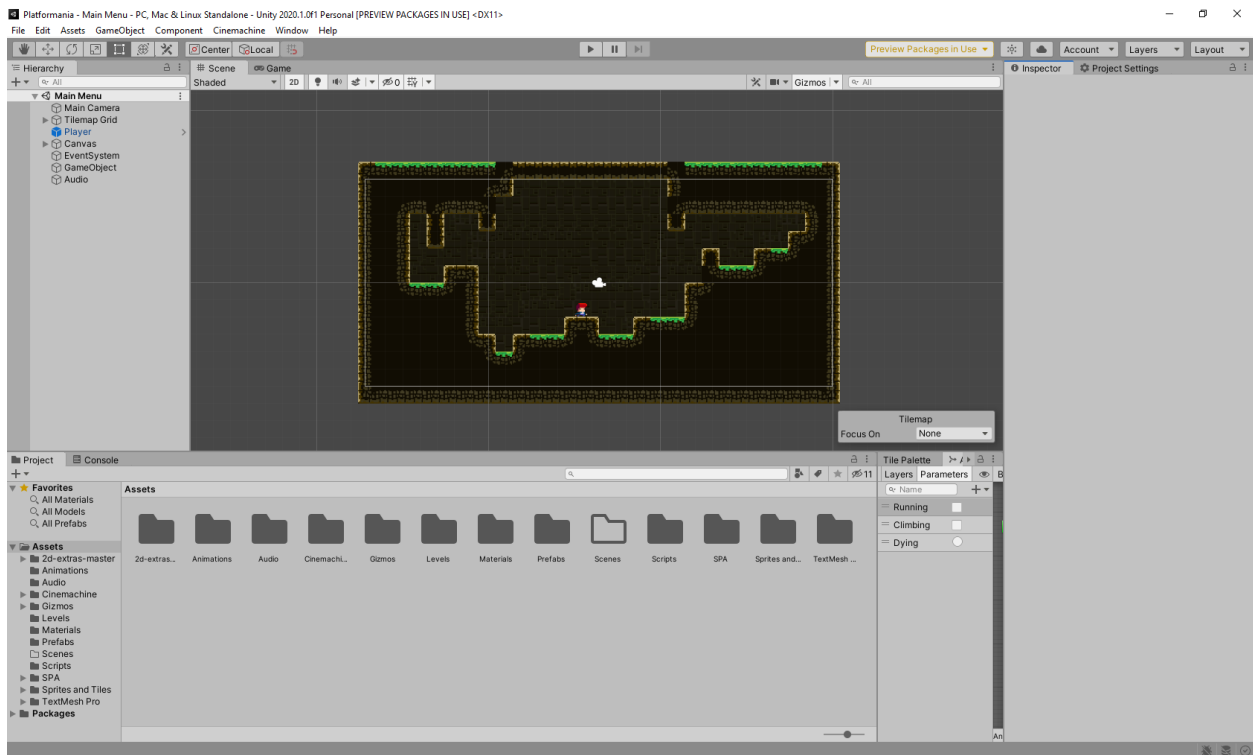 Platformania - Main Menu - PC, Mac & Linux Standalone - Unity 2020.1.0f1 Personal [PREVIEW PACKAGES IN USE] <DX11>
File Edit Assets GameObject Component Cinemachine Window Help
Center Local Preview Packages in Use Account Layers Layout
Hierarchy Scene Game Inspector Project Settings
All Shaded 2D 0 Gizmos All
Main Menu
Main Camera
Tilemap Grid
Player
Canvas
EventSystem
GameObject
Audio
Tilemap
Focus On None
Project Console Tile Palette
11 Layers Parameters
Favorites Assets Name
All Materials
All Models
All Prefabs
Running
Climbing
Dying
Assets
2d-extras-master
Animations
Audio
Cinemachine
Gizmos
Levels
Materials
Prefabs
Scenes
Scripts
SPA
Sprites and Tiles
TextMesh Pro
Packages
2d-extras... Animations Audio Cinemachi... Gizmos Levels Materials Prefabs Scenes Scripts SPA Sprites and... TextMesh ...
An